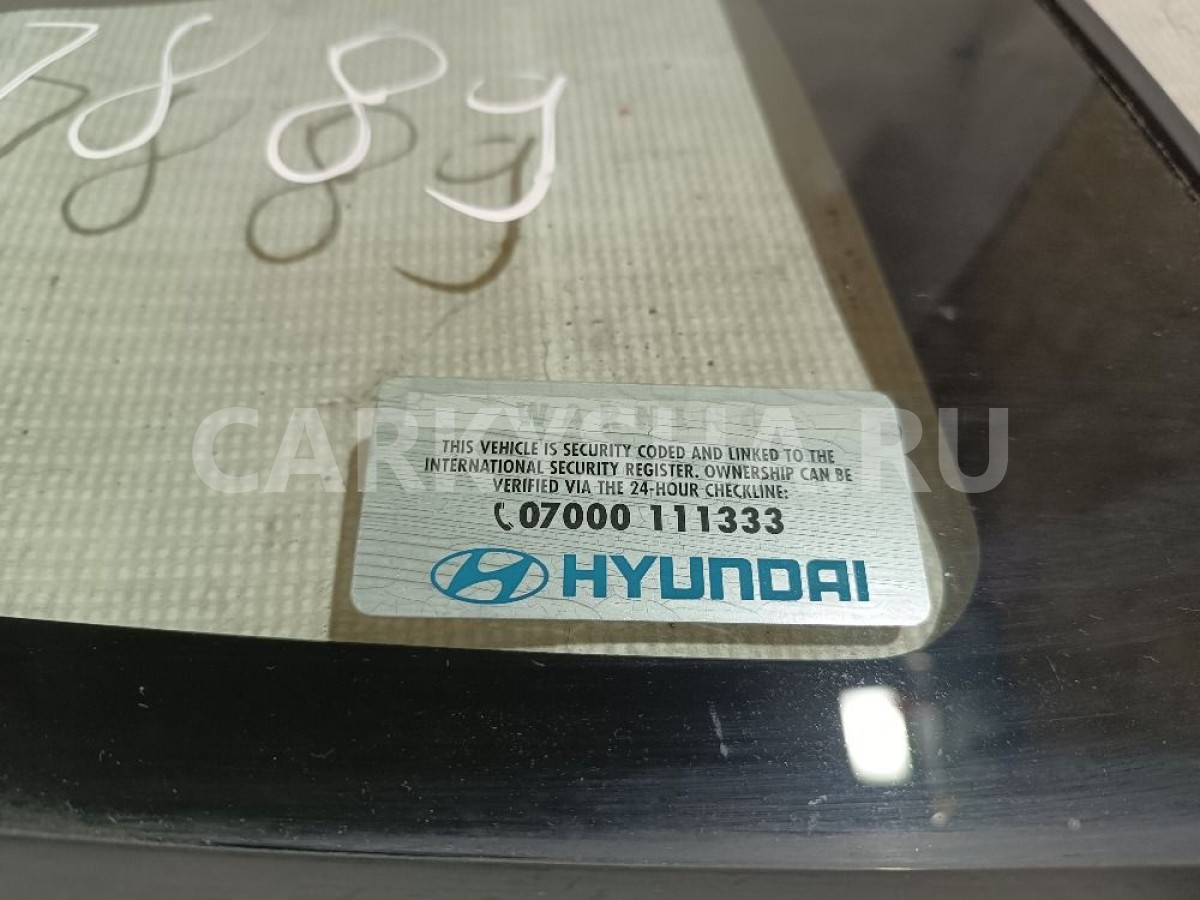 7889
CARKYSHA.RU
THIS VEHICLE IS SECURITY CODED AND LINKED TO THE
INTERNATIONAL SECURITY REGISTER. OWNERSHIP CAN BE
VERIFIED VIA THE 24-HOUR CHECKLINE:
07000 111333
HYUNDAI